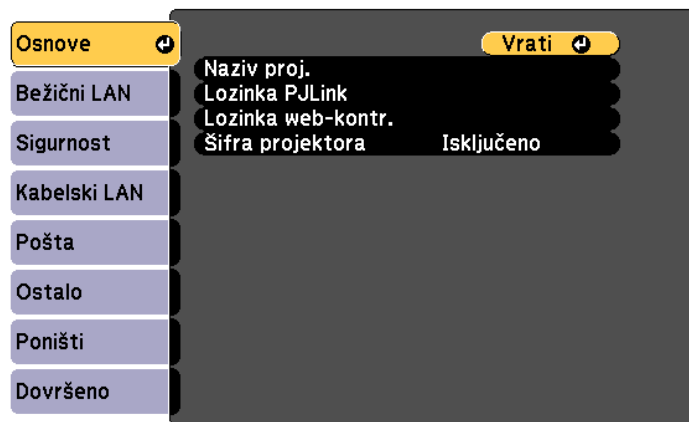 Osnove
Bežični LAN
Sigurnost
Kabelski LAN
Pošta
Ostalo
Poništi
Dovršeno
Vrati
Naziv proj.
Lozinka PJLink
Lozinka web-kontr.
Šifra projektora Isključeno